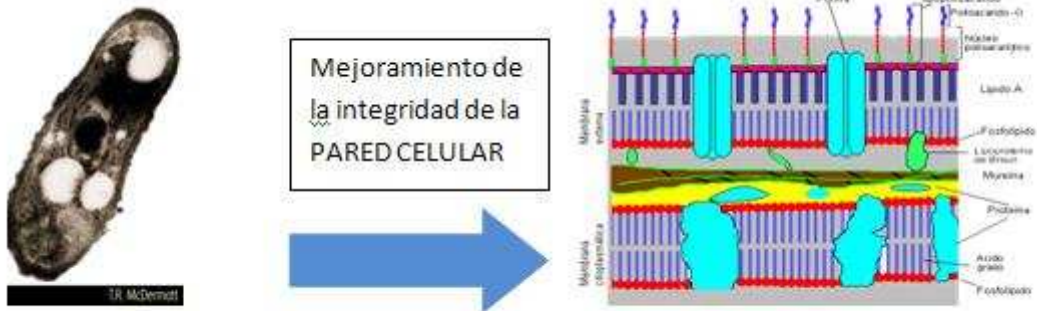 Mejoramiento de
la integridad de la
PARED CELULAR
T.R. McDermott
Polisacárido-O
Núcleo
polisacarídico
Lípido A
Fosfolípido
Lipoproteína
de Braun
Mureína
Proteína
Ácido
graso
Fosfolípido
Membrana
externa
Membrana
citoplasmática